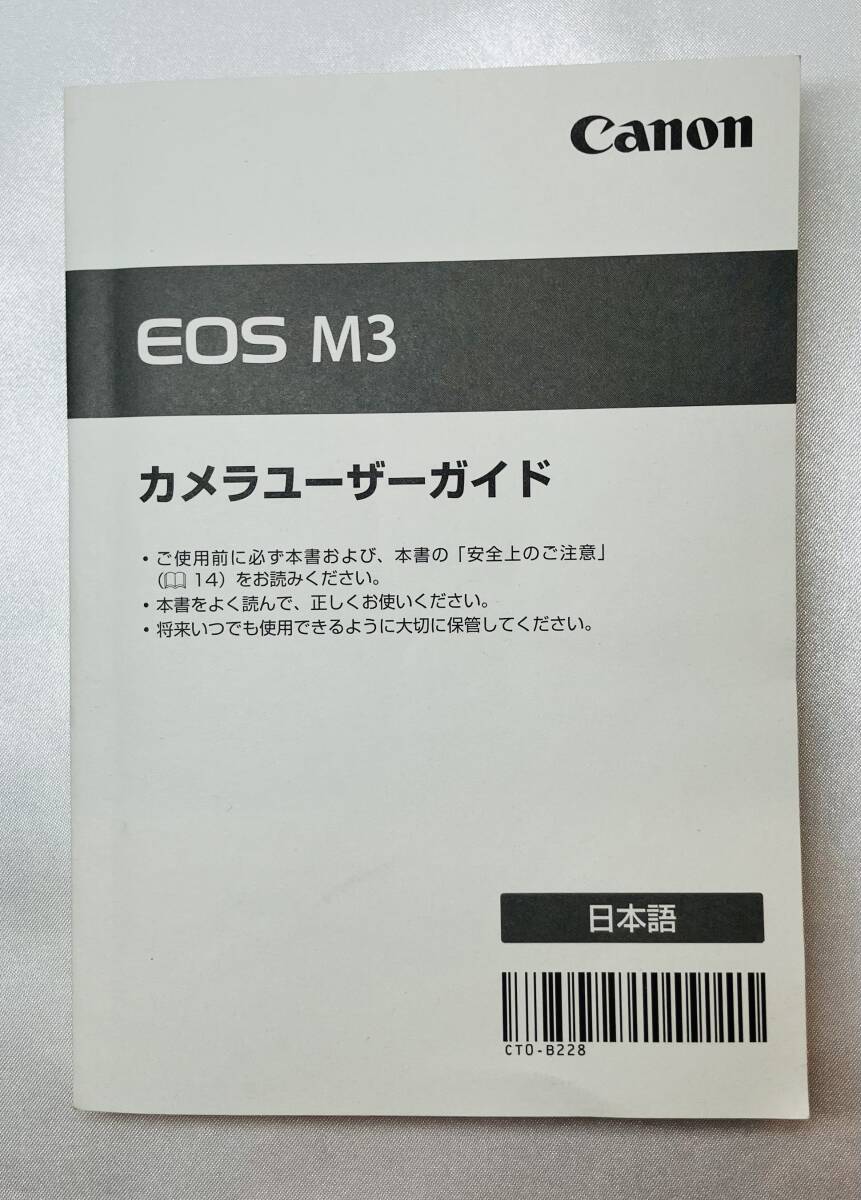 Canon
EOS M3
カメラユーザーガイド
・ご使用前に必ず本書および、本書の「安全上のご注意」
（📖 14）をお読みください。
・本書をよく読んで、正しくお使いください。
・将来いつでも使用できるように大切に保管してください。
日本語
CT0-B228